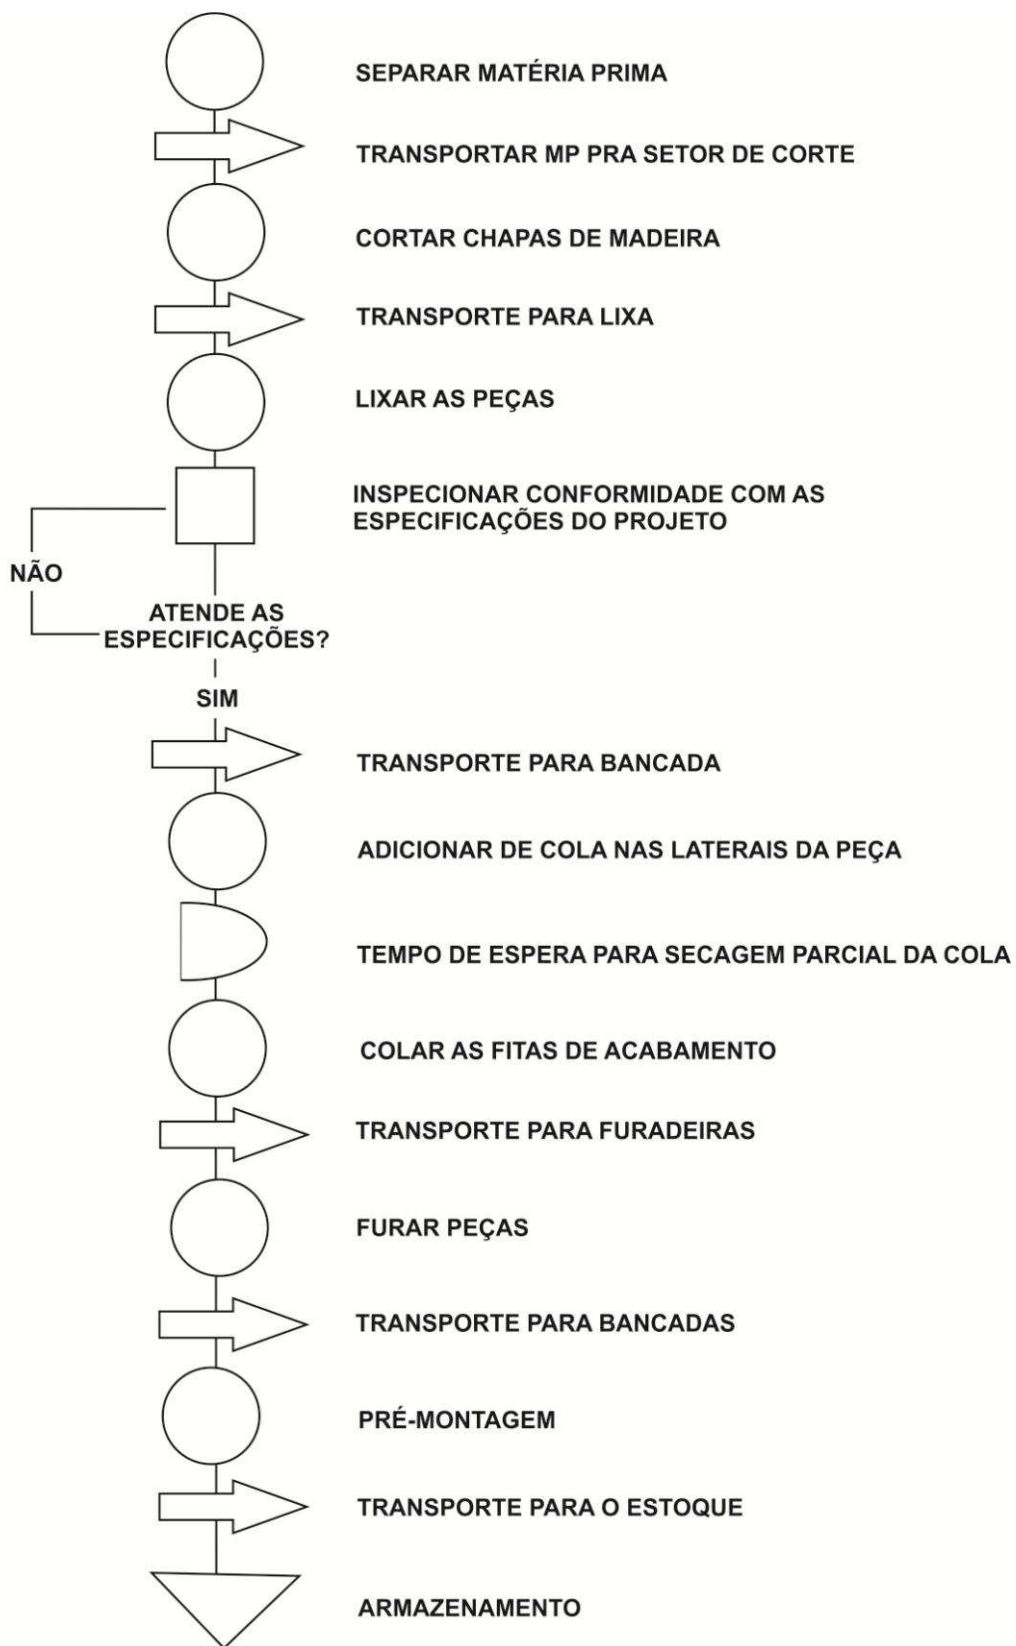 SEPARAR MATÉRIA PRIMA
TRANSPORTAR MP PRA SETOR DE CORTE
CORTAR CHAPAS DE MADEIRA
TRANSPORTE PARA LIXA
LIXAR AS PEÇAS
INSPECIONAR CONFORMIDADE COM AS
ESPECIFICAÇÕES DO PROJETO
NÃO
ATENDE AS
ESPECIFICAÇÕES?
SIM
TRANSPORTE PARA BANCADA
ADICIONAR DE COLA NAS LATERAIS DA PEÇA
TEMPO DE ESPERA PARA SECAGEM PARCIAL DA COLA
COLAR AS FITAS DE ACABAMENTO
TRANSPORTE PARA FURADEIRAS
FURAR PEÇAS
TRANSPORTE PARA BANCADAS
PRÉ-MONTAGEM
TRANSPORTE PARA O ESTOQUE
ARMAZENAMENTO